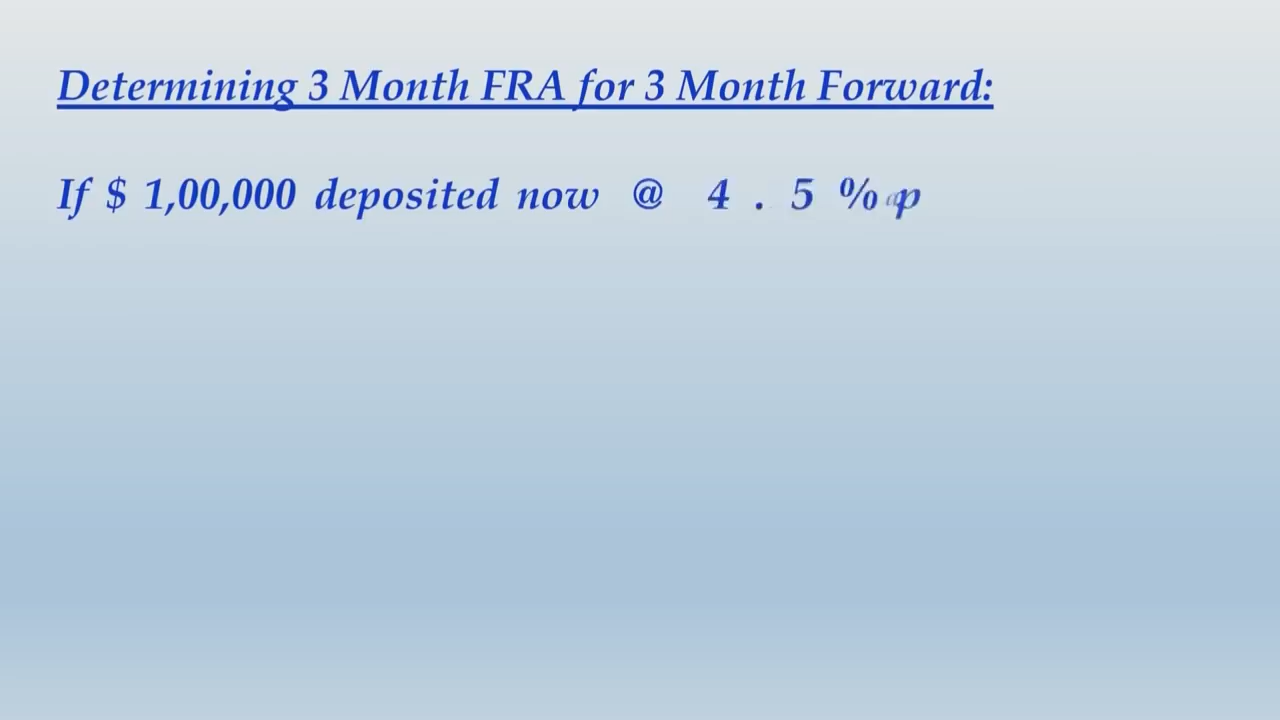 Determining 3 Month FRA for 3 Month Forward:
If $ 1,00,000 deposited now @ 4 . 5 %